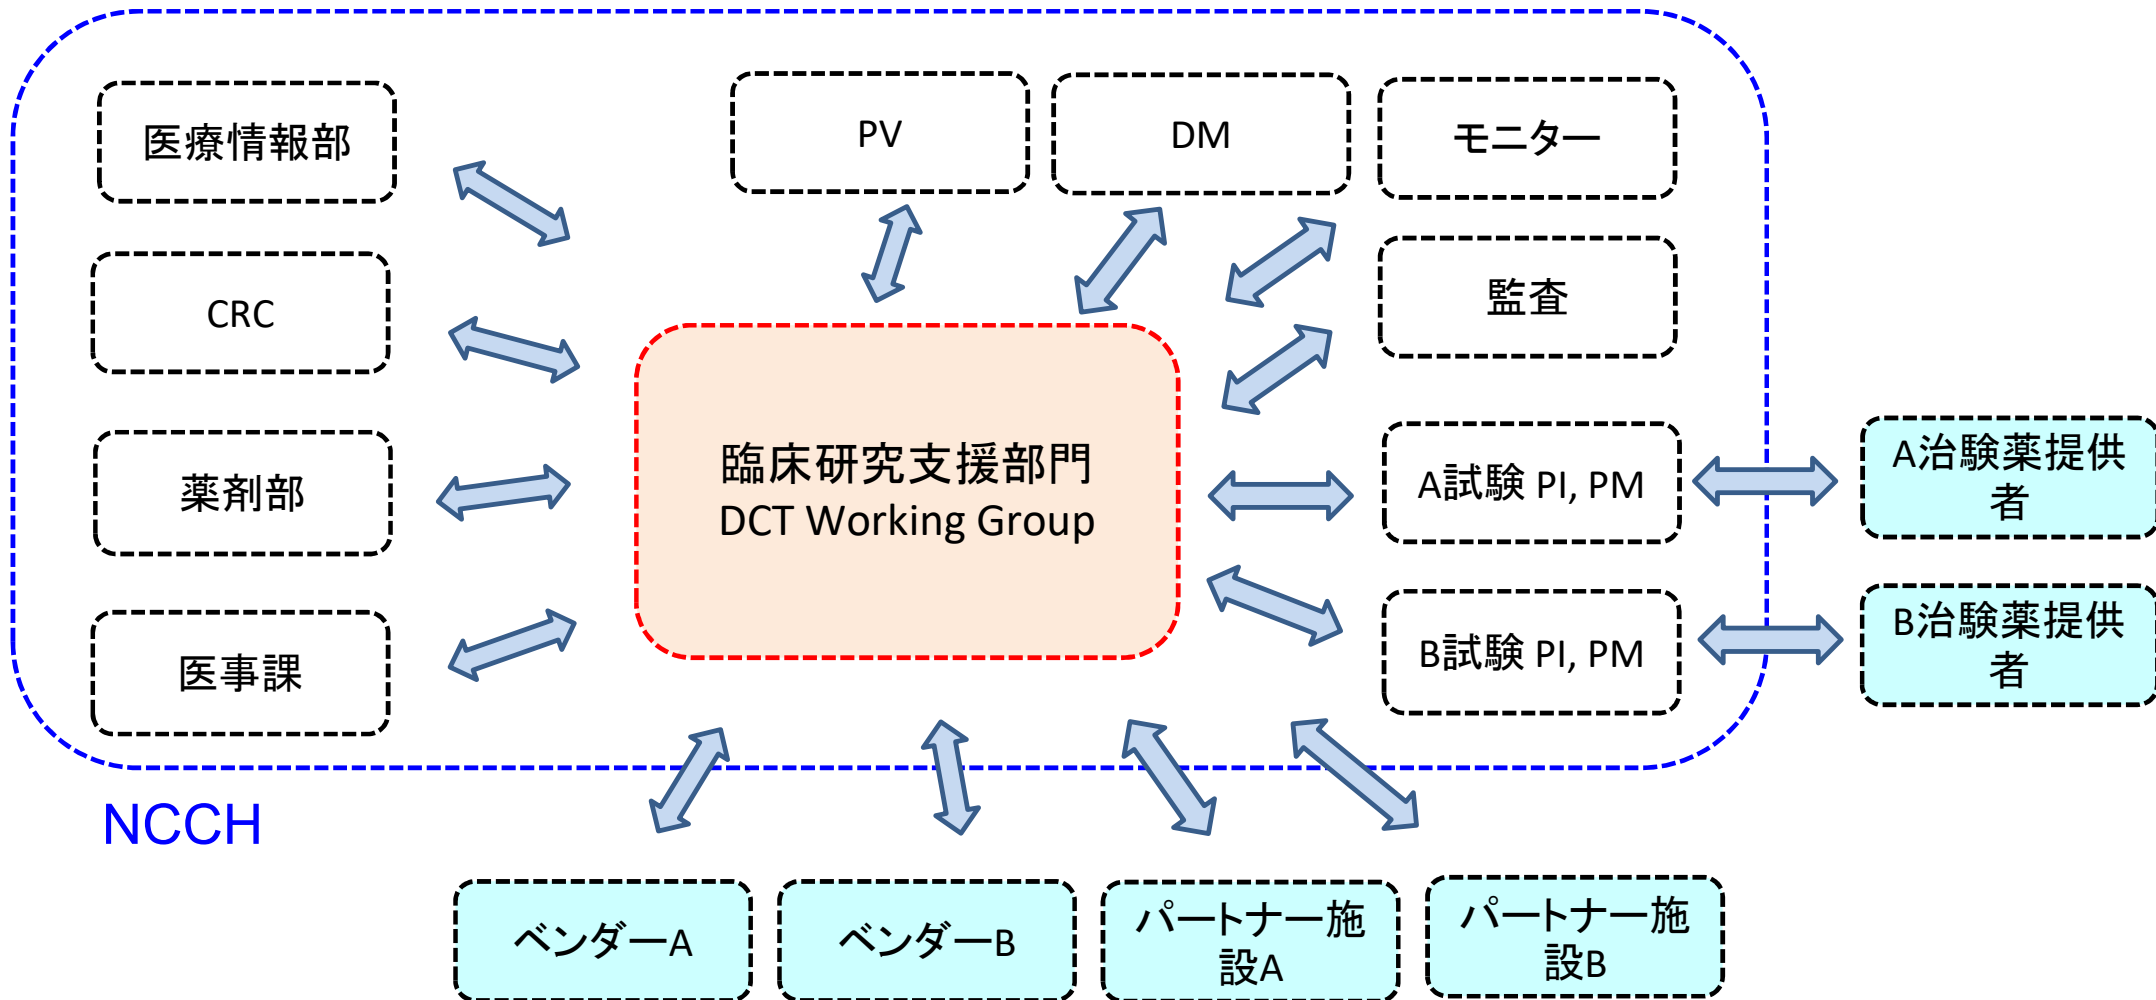 医療情報部
PV
DM
モニター
CRC
監査
薬剤部
臨床研究支援部門
DCT Working Group
A試験 PI, PM
A治験薬提供
者
医事課
B試験 PI, PM
B治験薬提供
者
NCCH
ベンダーA
ベンダーB
パートナー施
設A
パートナー施
設B